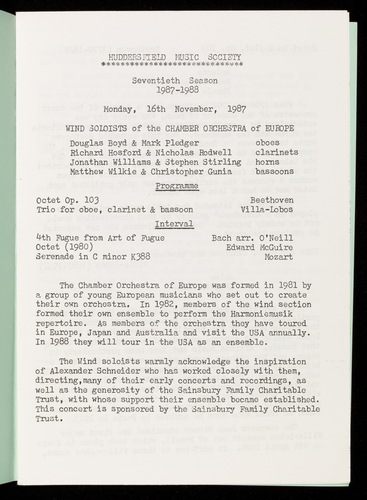 HUDDERSFIELD MUSIC SOCIETY
Seventieth Season
1987-1988
Monday, 16th November, 1987
WIND SOLOISTS of the CHAMBER ORCHESTRA of EUROPE
Douglas Boyd & Mark Pledger oboes
Richard Hosford & Nicholas Rodwell clarinets
Jonathan Williams & Stephen Stirling horns
Matthew Wilkie & Christopher Gunia bassoons
Programme
Octet Op. 103 Beethoven
Trio for oboe, clarinet & bassoon Villa-Lobos
Interval
4th Fugue from Art of Fugue Bach arr. O'Neill
Octet (1980) Edward McGuire
Serenade in C minor K388 Mozart
The Chamber Orchestra of Europe was formed in 1981 by
a group of young European musicians who set out to create
their own orchestra. In 1982, members of the wind section
formed their own ensemble to perform the Harmoniemusik
repertoire. As members of the orchestra they have toured
in Europe, Japan and Australia and visit the USA annually.
In 1988 they will tour in the USA as an ensemble.
The Wind soloists warmly acknowledge the inspiration
of Alexander Schneider who has worked closely with them,
directing,many of their early concerts and recordings, as
well as the generosity of the Sainsbury Family Charitable
Trust, with whose support their ensemble became established.
This concert is sponsored by the Sainsbury Family Charitable
Trust.